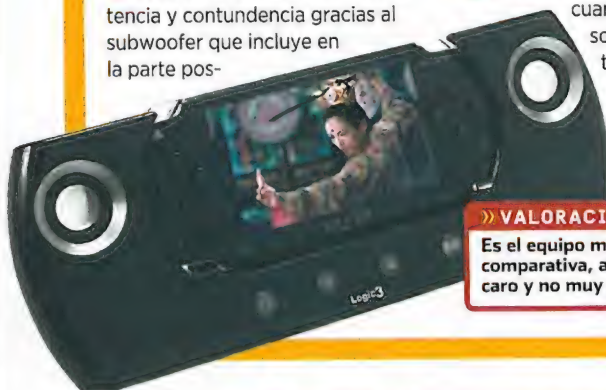 tencia y contundencia gracias al
subwoofer que incluye en
la parte pos-
Logic3
»VALORACI
Es el equipo m
comparativa, a
caro y no muy